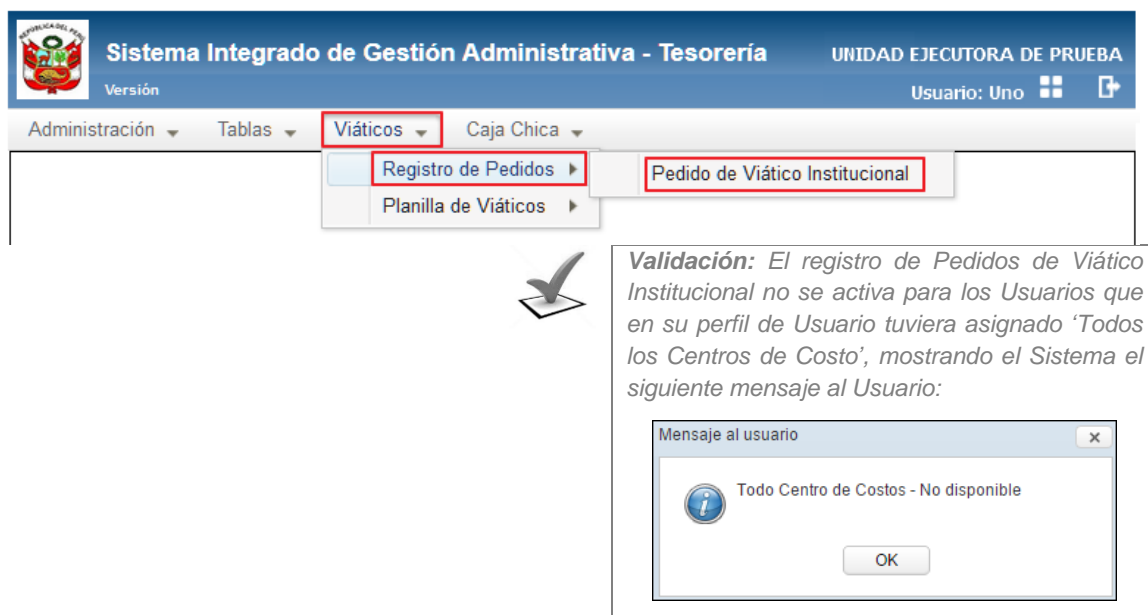 REPÚBLICA DEL PERÚ
Sistema Integrado de Gestión Administrativa - Tesorería
UNIDAD EJECUTORA DE PRUEBA
Versión
Usuario: Uno
Administración
Tablas
Viáticos
Caja Chica
Registro de Pedidos
Pedido de Viático Institucional
Planilla de Viáticos
Validación: El registro de Pedidos de Viático
Institucional no se activa para los Usuarios que
en su perfil de Usuario tuviera asignado ‘Todos
los Centros de Costo’, mostrando el Sistema el
siguiente mensaje al Usuario:
Mensaje al usuario
Todo Centro de Costos - No disponible
OK